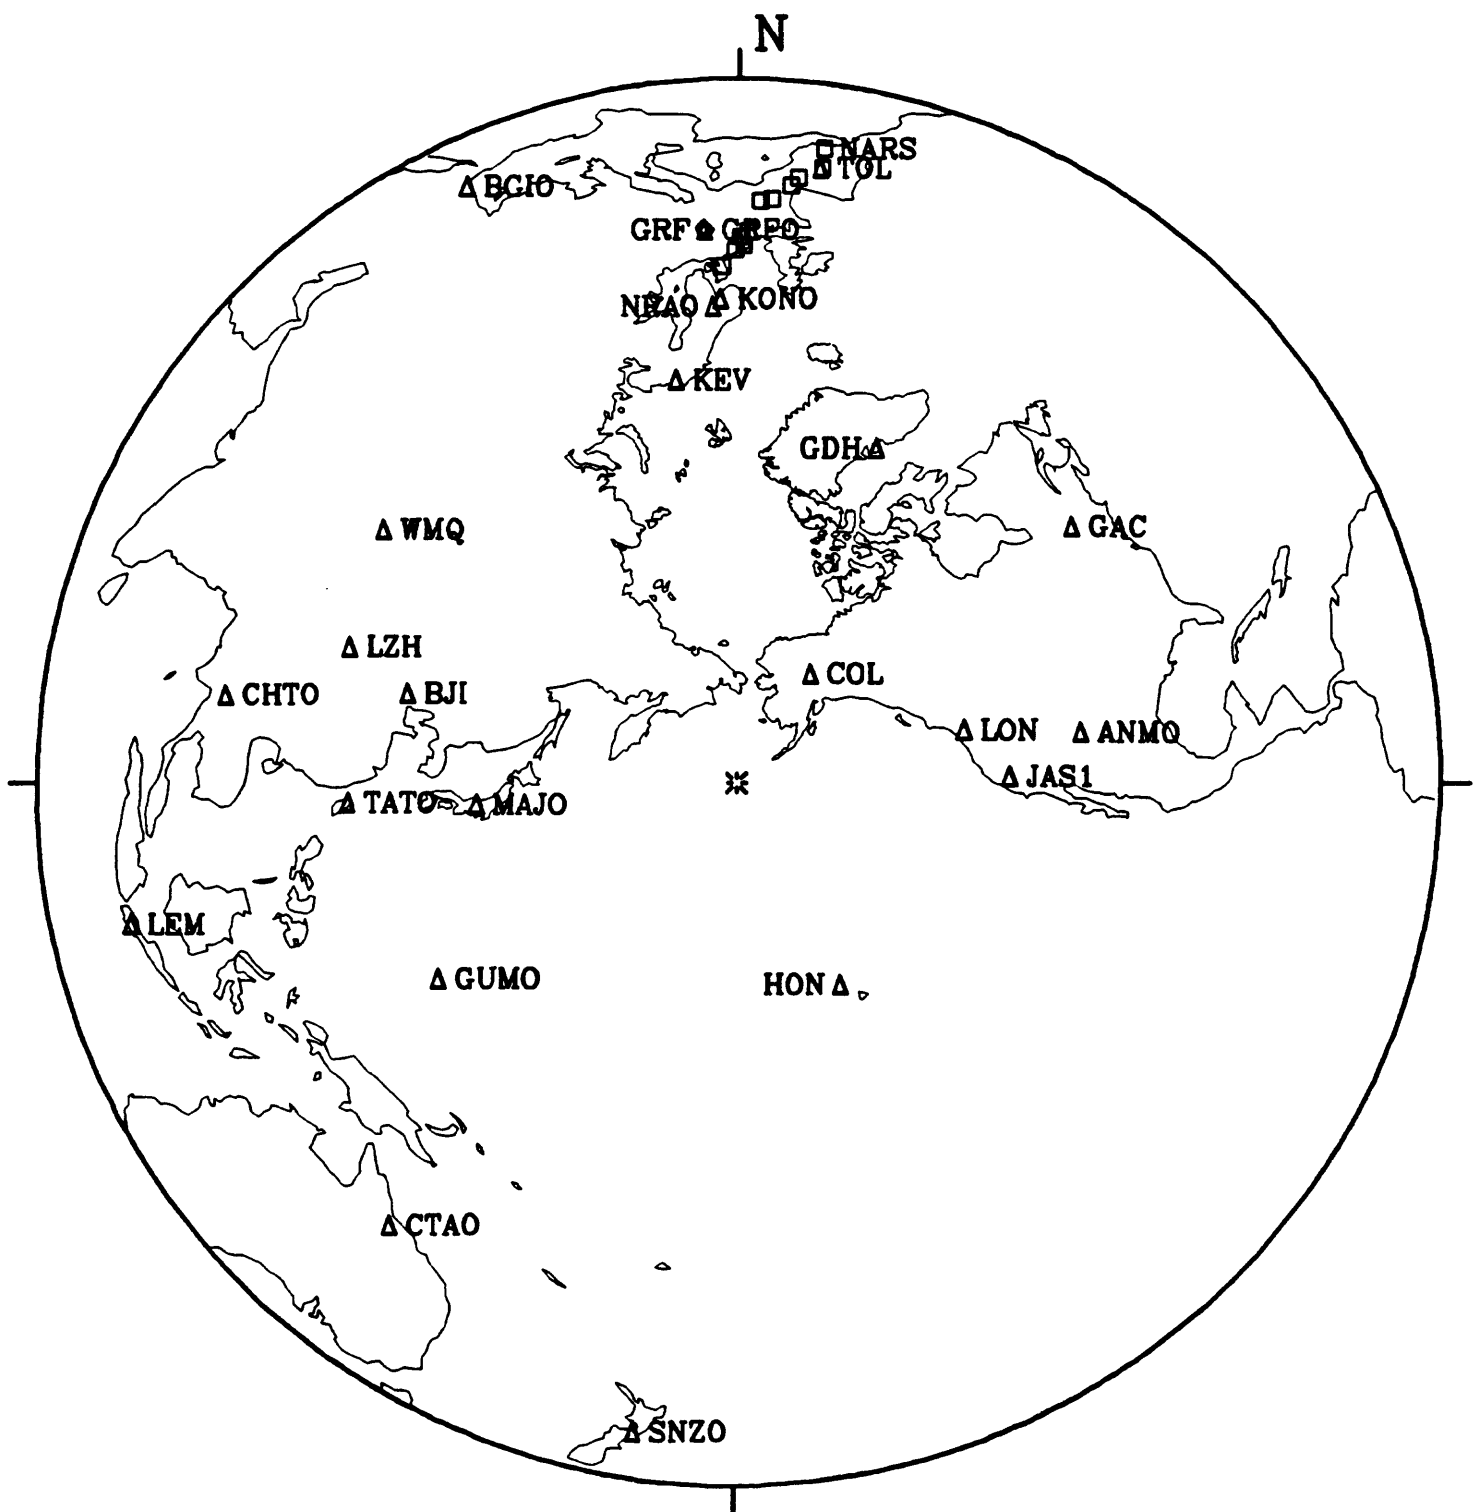 N
NARS
TOL
BGIO
GRF
GRFO
KONO
NRAO
KEV
GDH
GAC
WMQ
LZH
COL
CHTO
BJI
LON
ANMO
JAS1
TATO
MAJO
LEM
GUMO
HON
CTAO
SNZO